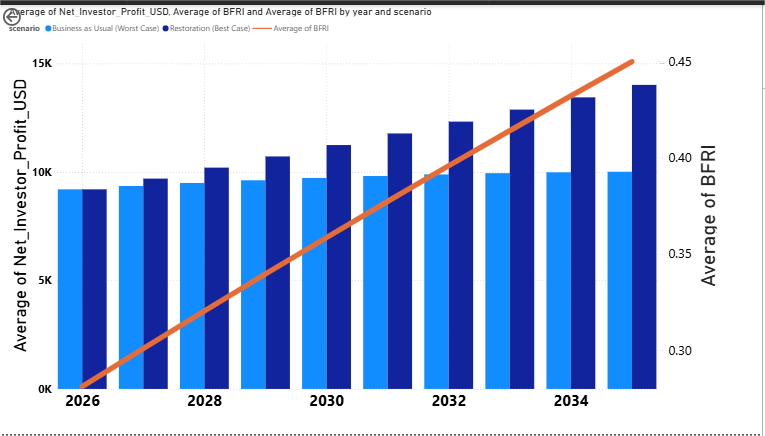 Average of Net_Investor_Profit_USD, Average of BFRI and Average of BFRI by year and scenario
scenario Business as Usual (Worst Case) Restoration (Best Case) Average of BFRI
Average of Net_Investor_Profit_USD
15K
10K
5K
0K
2026 2028 2030 2032 2034
0.45
0.40
0.35
0.30
Average of BFRI